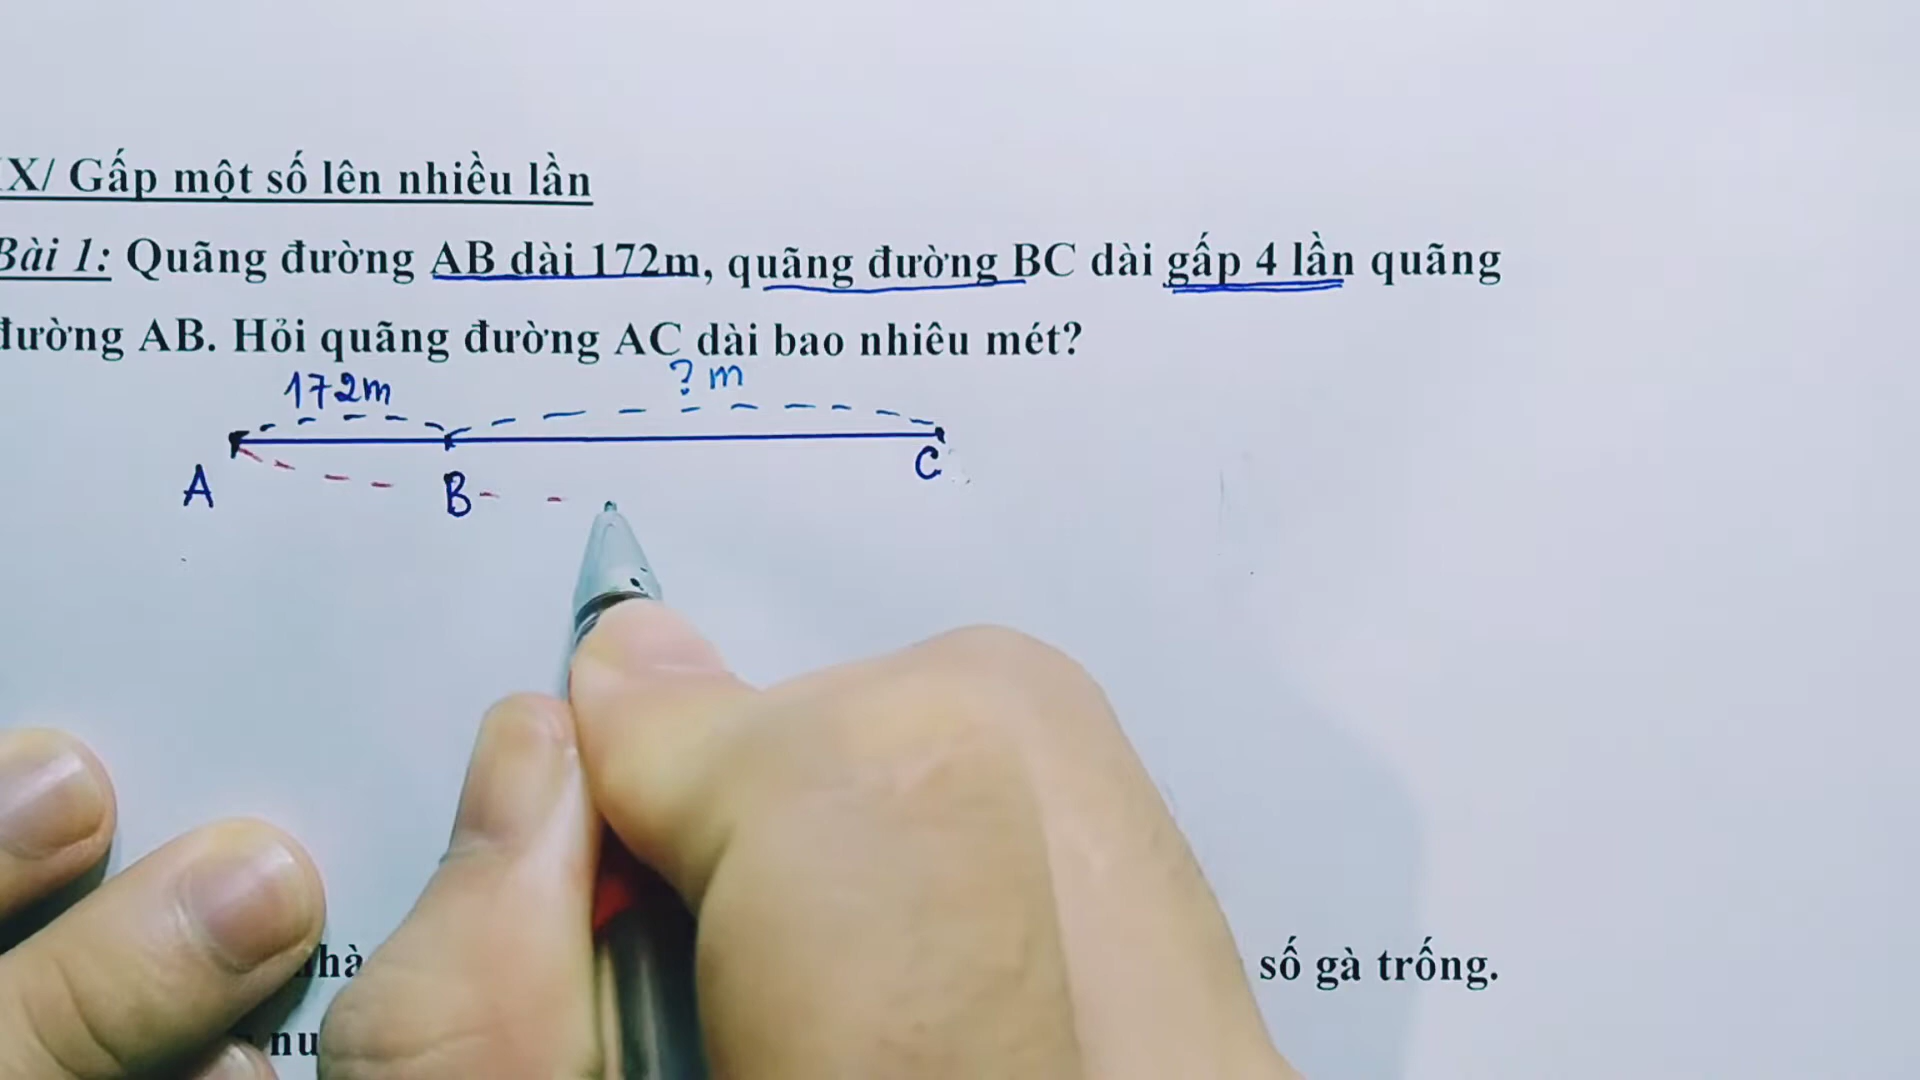 X/ Gấp một số lên nhiều lần
Bài 1: Quãng đường AB dài 172m, quãng đường BC dài gấp 4 lần quãng
đường AB. Hỏi quãng đường AC dài bao nhiêu mét?
172m ? m
A B C
số gà trống.